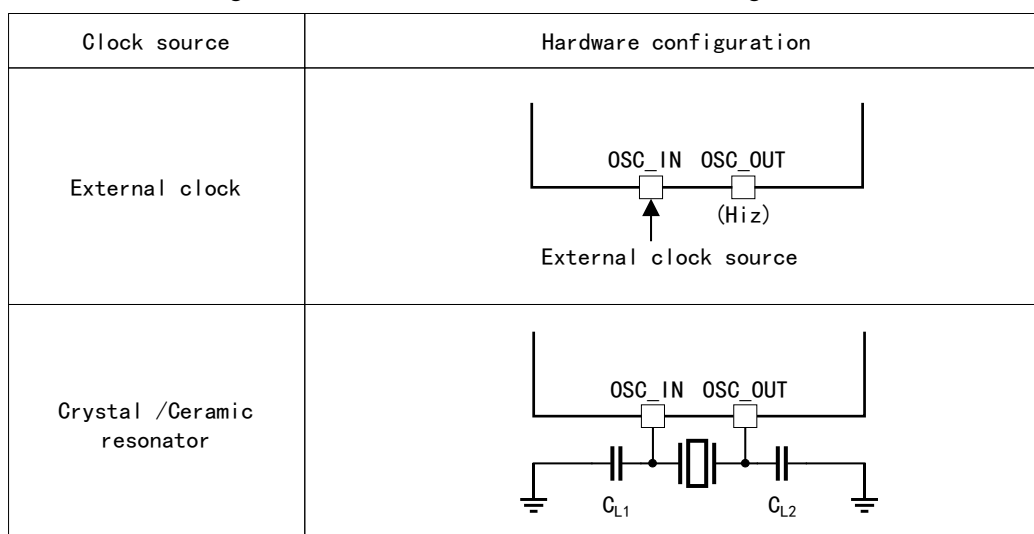 Clock source
Hardware configuration
External clock
OSC_IN OSC_OUT
(Hiz)
External clock source
Crystal /Ceramic
resonator
OSC_IN OSC_OUT
CL1
CL2